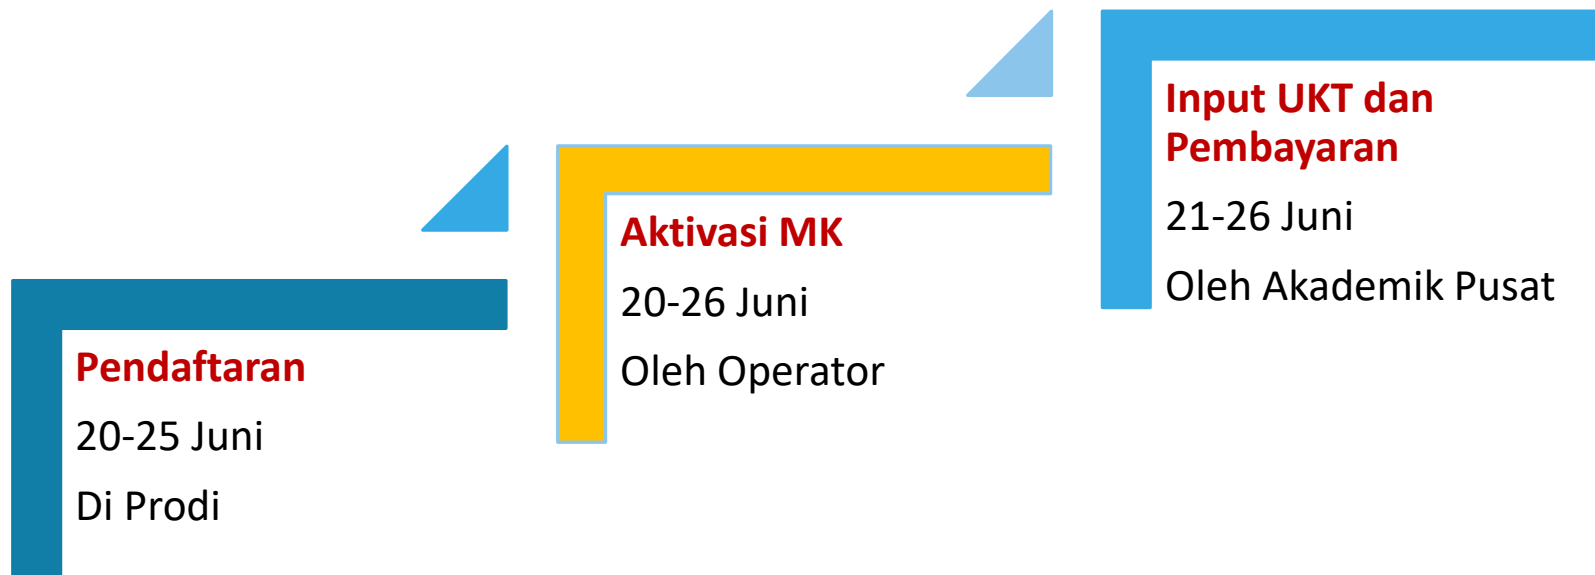 Pendaftaran
20-25 Juni
Di Prodi
Aktivasi MK
20-26 Juni
Oleh Operator
Input UKT dan
Pembayaran
21-26 Juni
Oleh Akademik Pusat